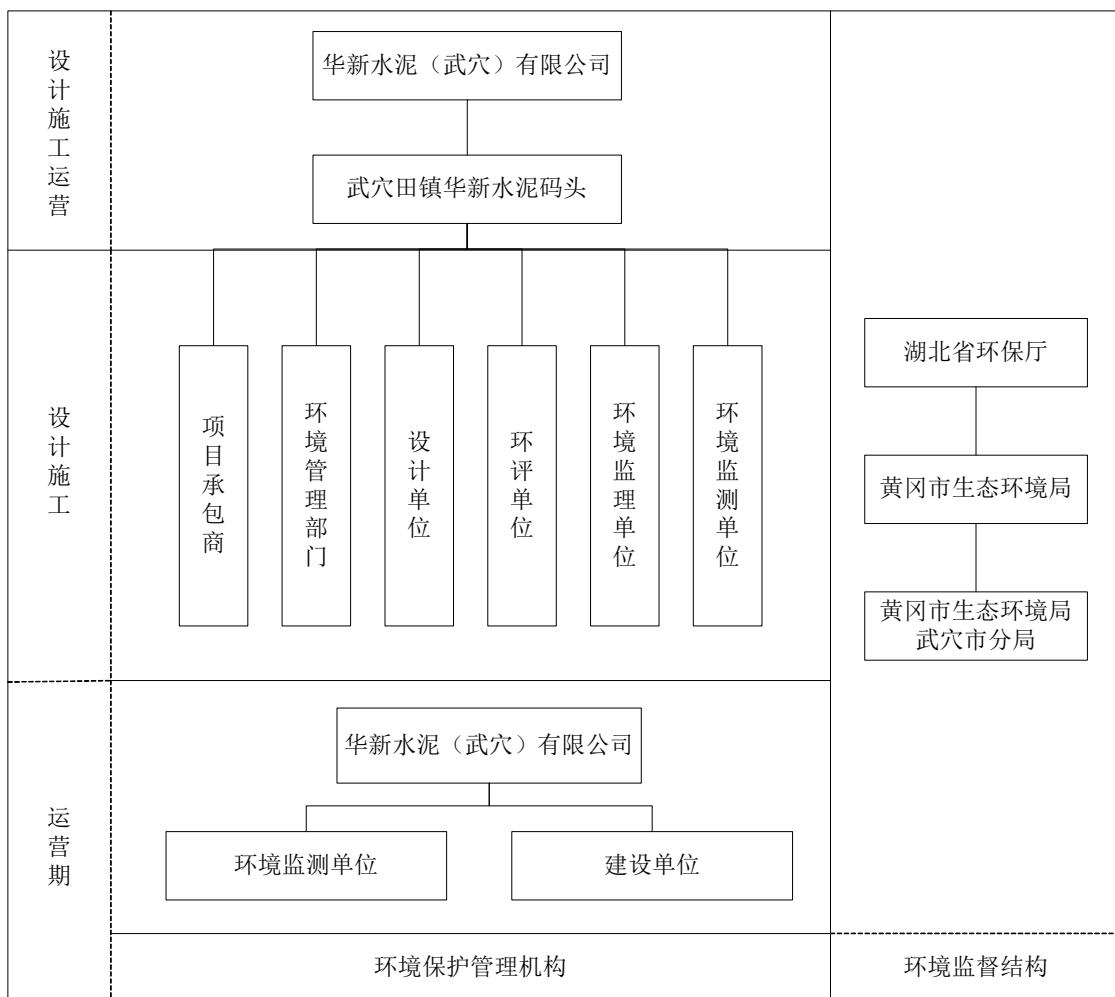 设计施工运营
华新水泥（武穴）有限公司
武穴田镇华新水泥码头
设计施工
项目承包商
环境管理部门
设计单位
环评单位
环境监理单位
环境监测单位
湖北省环保厅
黄冈市生态环境局
黄冈市生态环境局
武穴市分局
运营期
华新水泥（武穴）有限公司
环境监测单位
建设单位
环境保护管理机构
环境监督结构